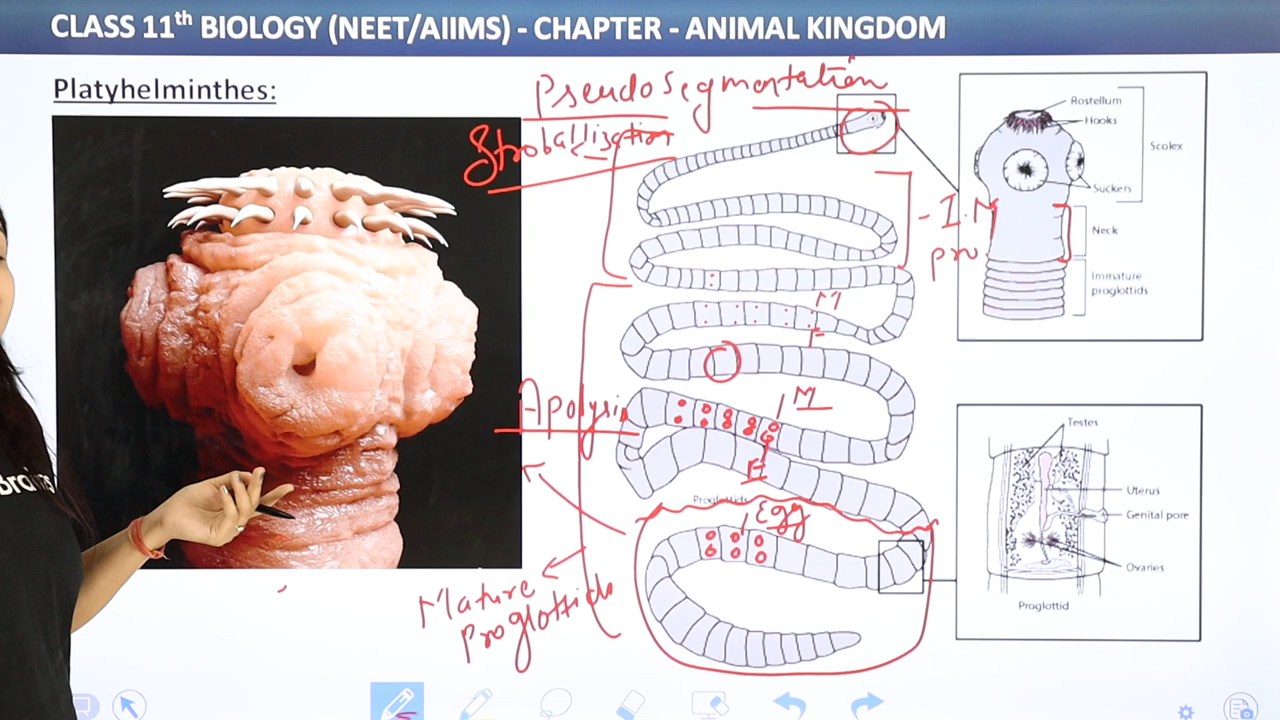 CLASS 11th BIOLOGY (NEET/AIIMS) - CHAPTER - ANIMAL KINGDOM
Platyhelminthes:
Pseudosegmentation
Stroballization
- I.M
pro
M
F
Apolysis
M
F
Proglottids
Egg
Mature
proglottids
Rostellum
Hooks
Scolex
Suckers
Neck
Immature
proglottids
Testes
Uterus
Genital pore
Ovaries
Proglottid